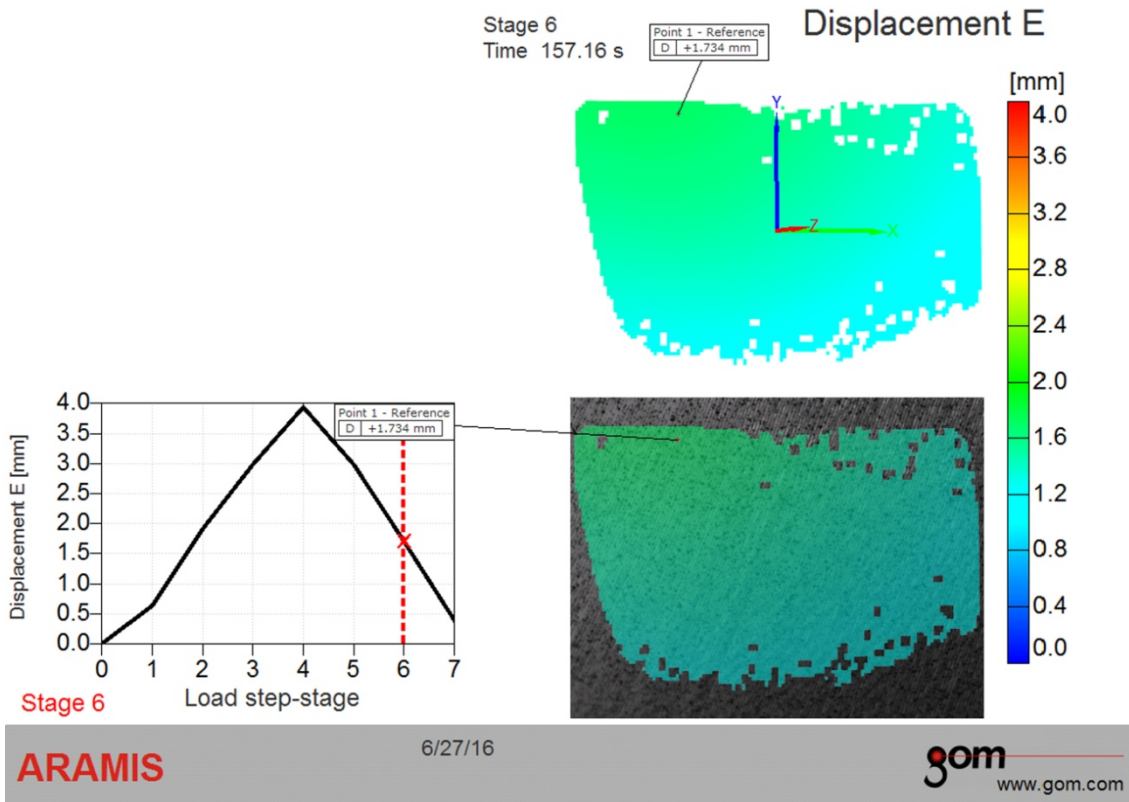 Stage 6
Time 157.16 s
Point 1 - Reference
D +1.734 mm
Displacement E
[mm]
4.0
3.6
3.2
2.8
2.4
2.0
1.6
1.2
0.8
0.4
0.0
Y
Z
X
Displacement E [mm]
4.0
3.5
3.0
2.5
2.0
1.5
1.0
0.5
0.0
Point 1 - Reference
D +1.734 mm
0 1 2 3 4 5 6 7
Stage 6
Load step-stage
ARAMIS
6/27/16
gom
www.gom.com